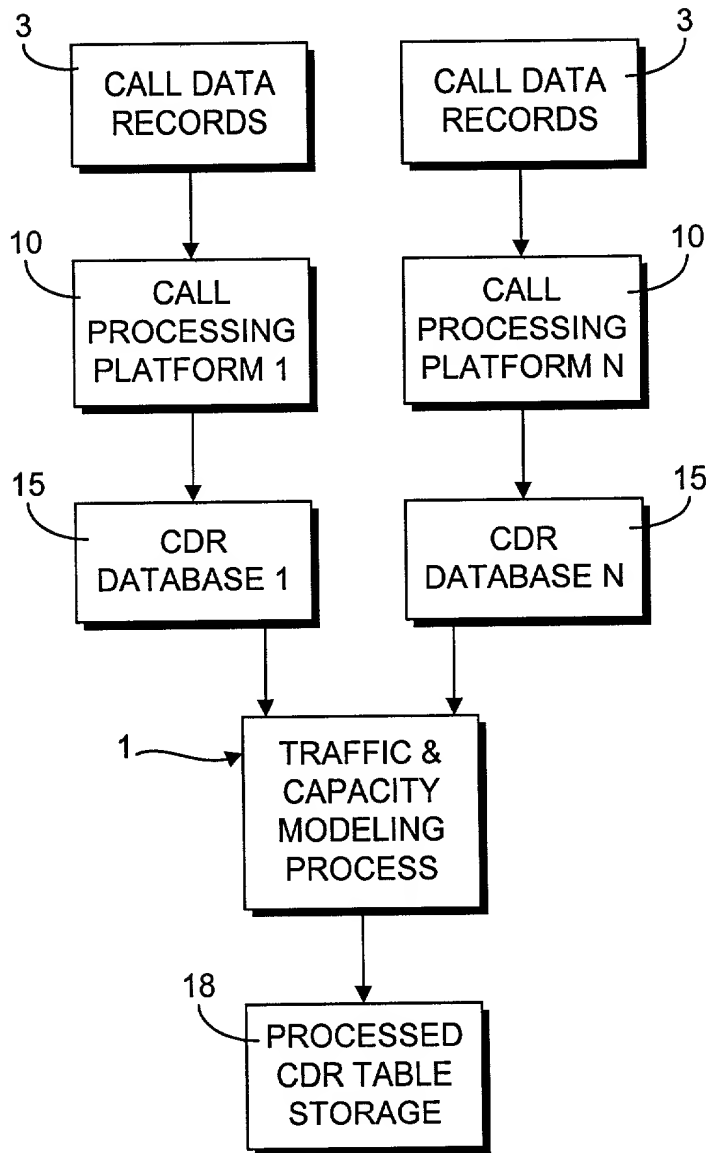 3
CALL DATA
RECORDS
3
CALL DATA
RECORDS
10
CALL
PROCESSING
PLATFORM 1
10
CALL
PROCESSING
PLATFORM N
15
CDR
DATABASE 1
15
CDR
DATABASE N
1
TRAFFIC &
CAPACITY
MODELING
PROCESS
18
PROCESSED
CDR TABLE
STORAGE